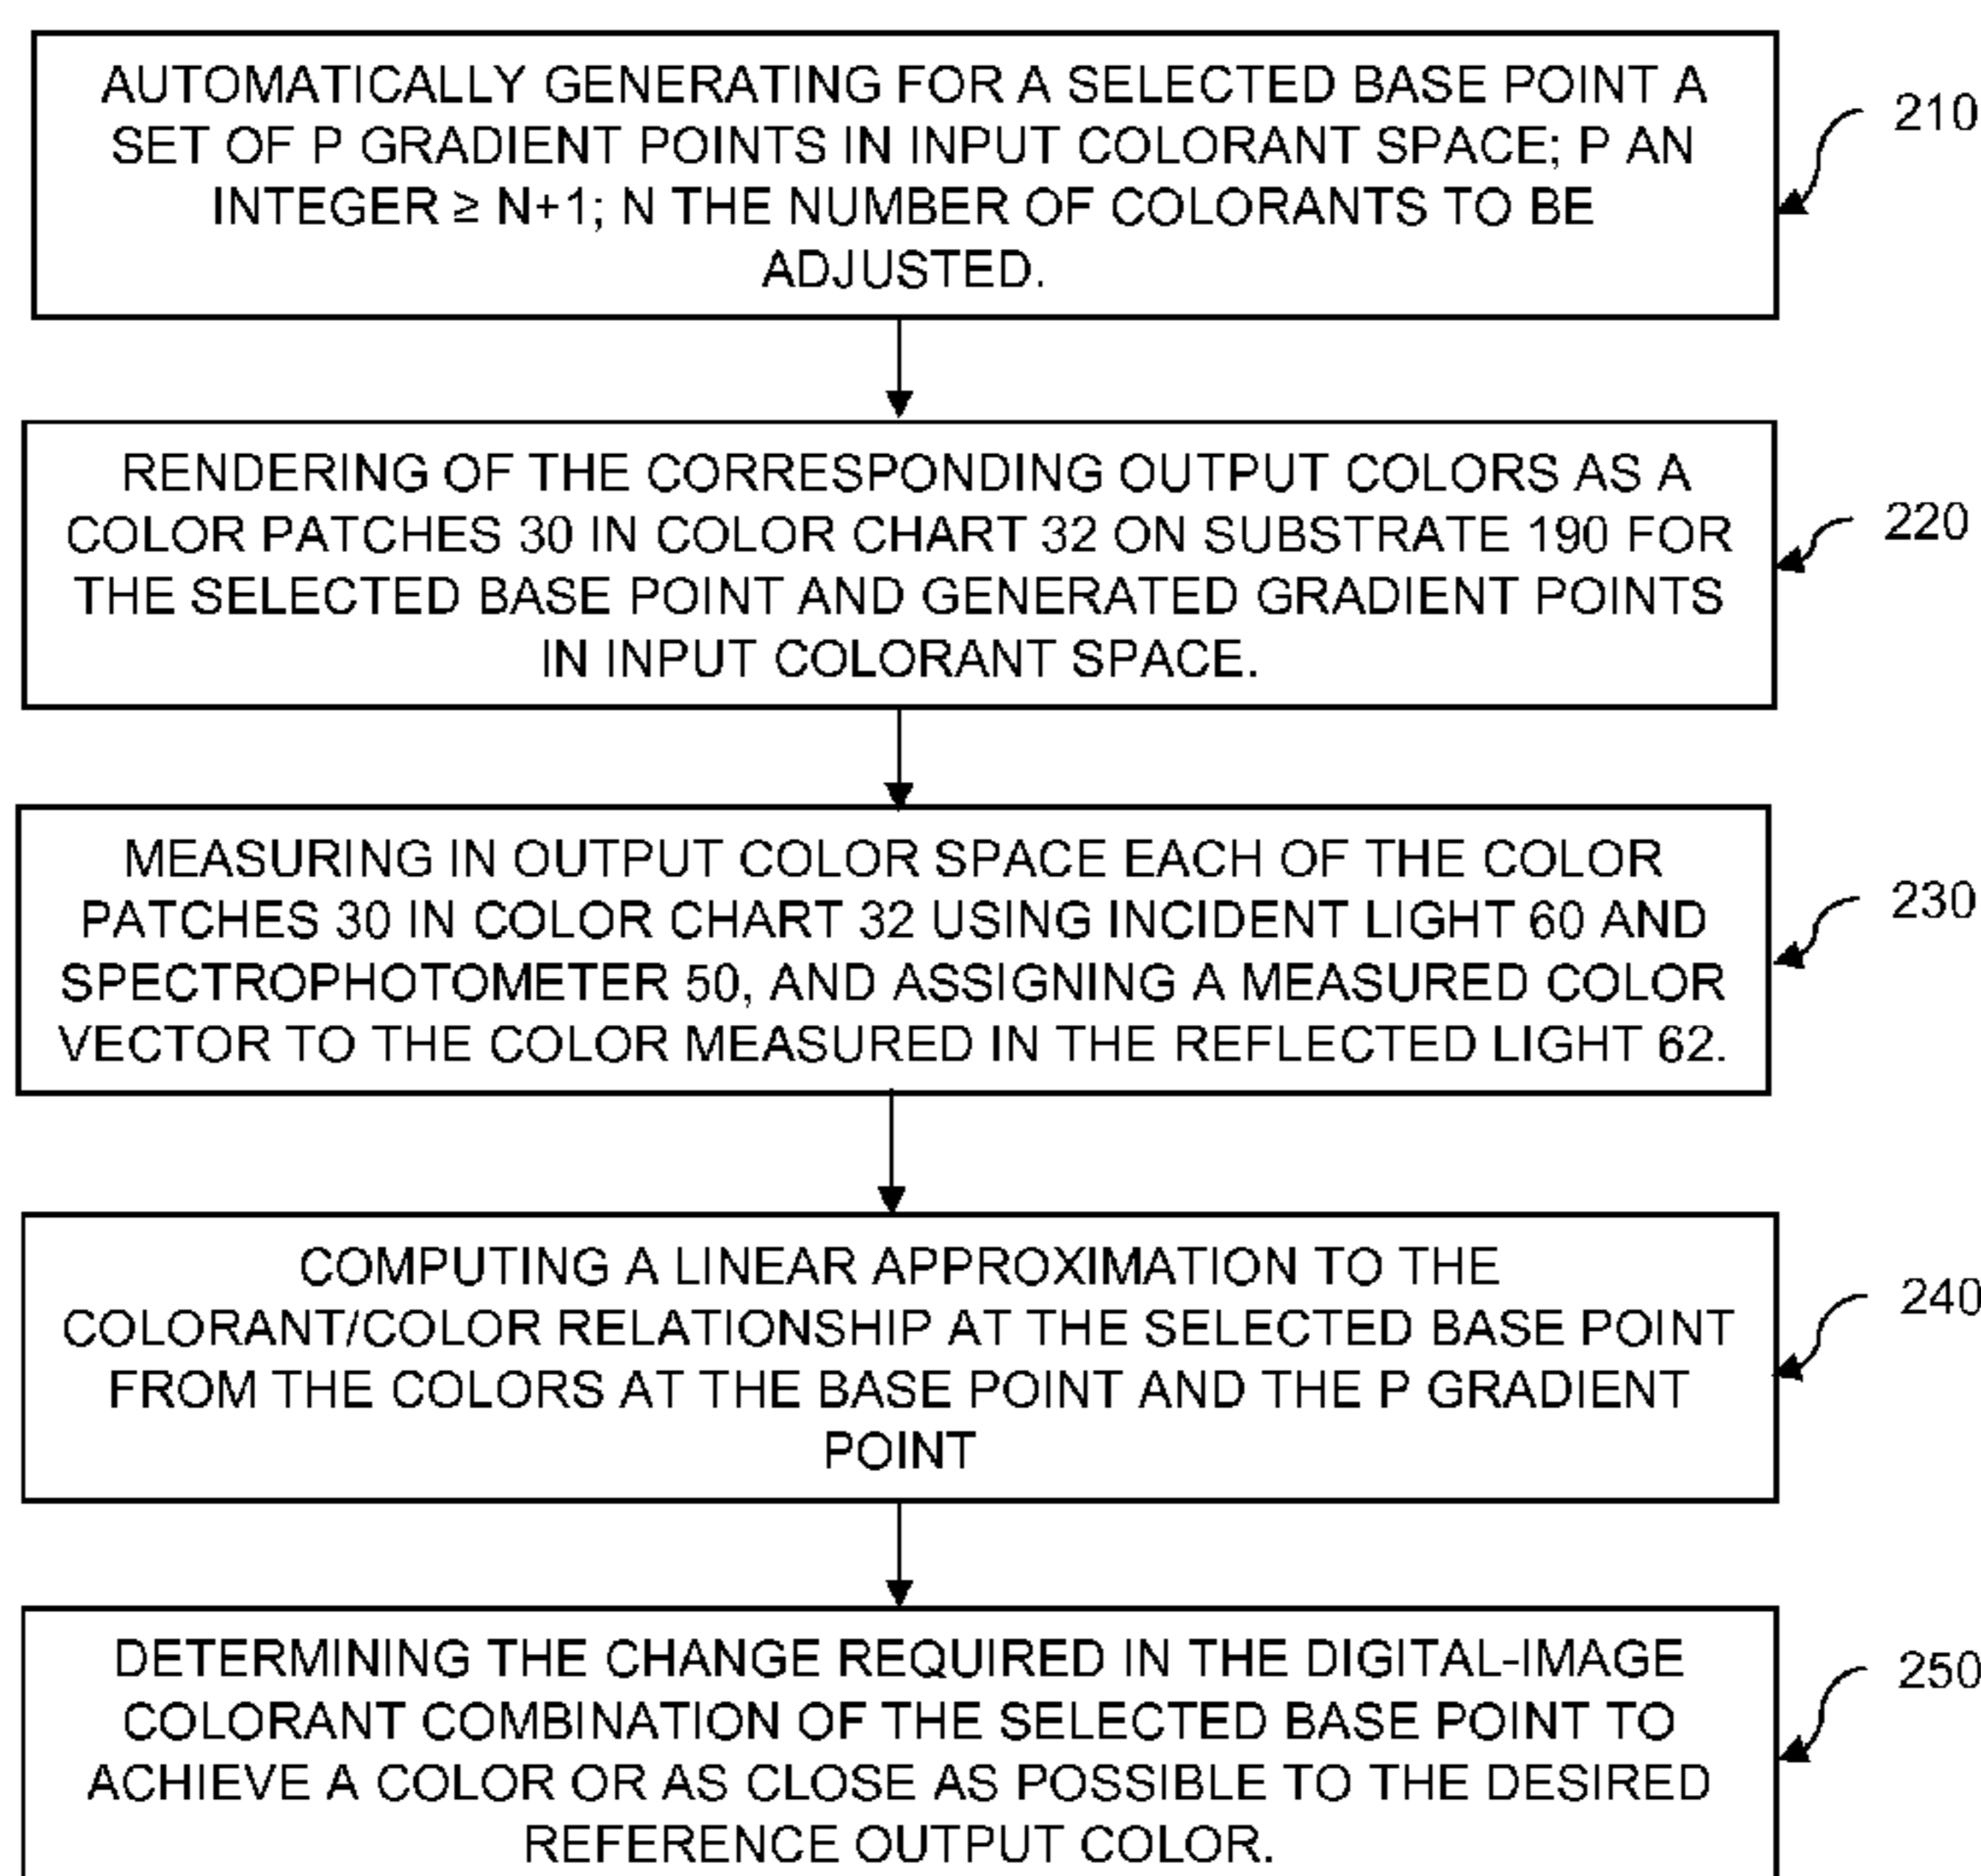 AUTOMATICALLY GENERATING FOR A SELECTED BASE POINT A
SET OF P GRADIENT POINTS IN INPUT COLORANT SPACE; P AN
INTEGER ≥ N+1; N THE NUMBER OF COLORANTS TO BE
ADJUSTED.
210
RENDERING OF THE CORRESPONDING OUTPUT COLORS AS A
COLOR PATCHES 30 IN COLOR CHART 32 ON SUBSTRATE 190 FOR
THE SELECTED BASE POINT AND GENERATED GRADIENT POINTS
IN INPUT COLORANT SPACE.
220
MEASURING IN OUTPUT COLOR SPACE EACH OF THE COLOR
PATCHES 30 IN COLOR CHART 32 USING INCIDENT LIGHT 60 AND
SPECTROPHOTOMETER 50, AND ASSIGNING A MEASURED COLOR
VECTOR TO THE COLOR MEASURED IN THE REFLECTED LIGHT 62.
230
COMPUTING A LINEAR APPROXIMATION TO THE
COLORANT/COLOR RELATIONSHIP AT THE SELECTED BASE POINT
FROM THE COLORS AT THE BASE POINT AND THE P GRADIENT
POINT
240
DETERMINING THE CHANGE REQUIRED IN THE DIGITAL-IMAGE
COLORANT COMBINATION OF THE SELECTED BASE POINT TO
ACHIEVE A COLOR OR AS CLOSE AS POSSIBLE TO THE DESIRED
REFERENCE OUTPUT COLOR.
250